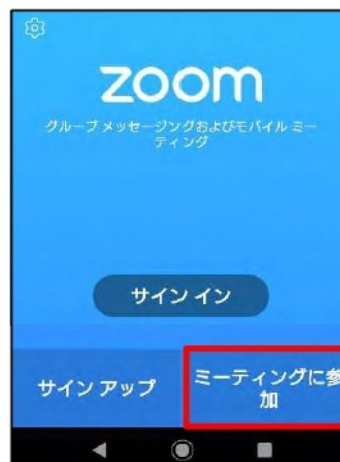 zoom
グループ メッセージングおよびモバイル ミー
ティング
サイン イン
サイン アップ
ミーティングに参
加